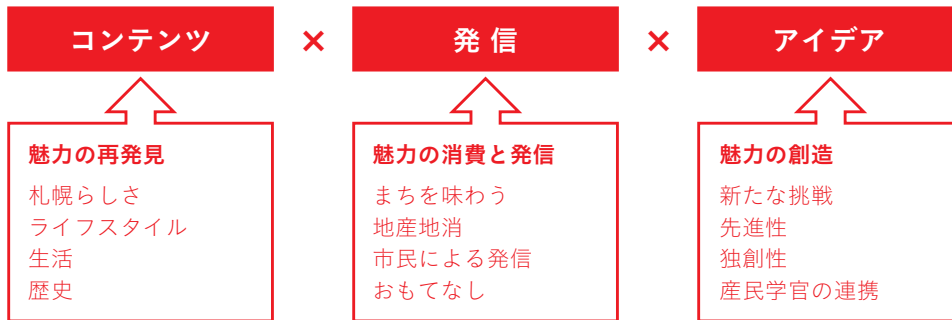 コンテンツ × 発信 × アイデア
魅力の再発見
札幌らしさ
ライフスタイル
生活
歴史
魅力の消費と発信
まちを味わう
地産地消
市民による発信
おもてなし
魅力の創造
新たな挑戦
先進性
独創性
産民学官の連携